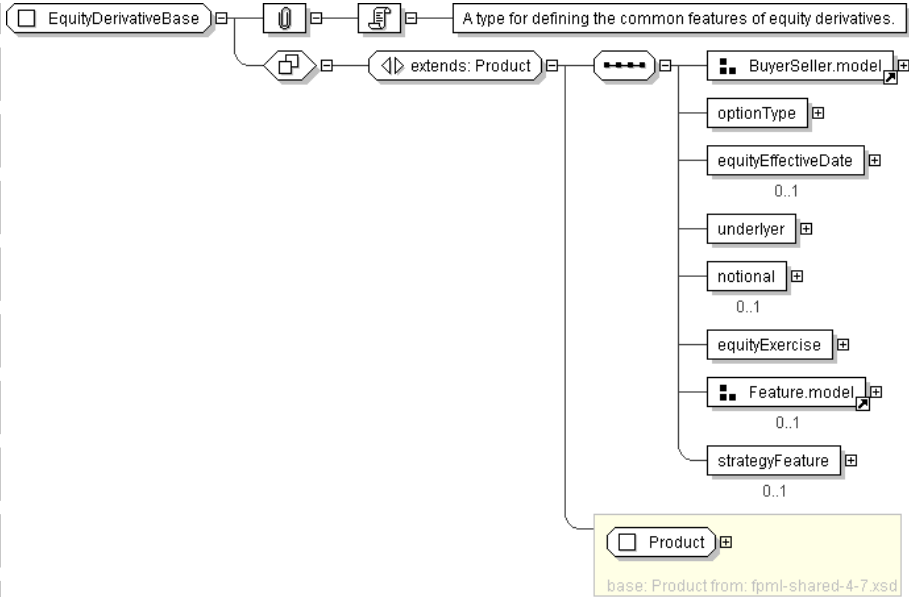 EquityDerivativeBase
A type for defining the common features of equity derivatives.
extends: Product
BuyerSeller.model
optionType
equityEffectiveDate
0..1
underlyer
notional
0..1
equityExercise
Feature.model
0..1
strategyFeature
0..1
Product
base: Product from: fpml-shared-4-7.xsd